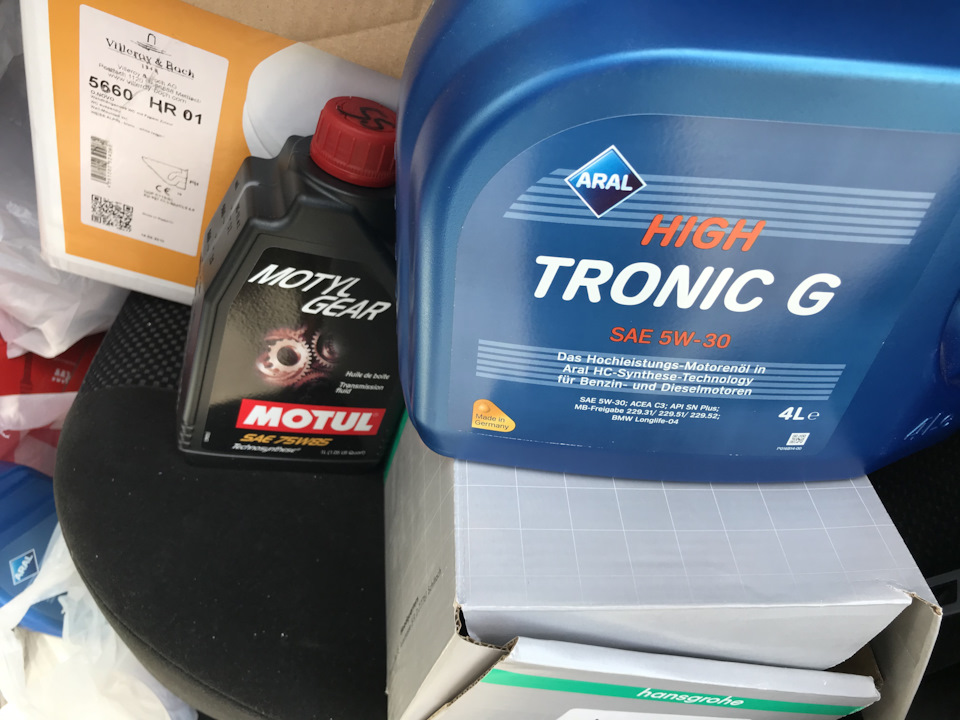 Villeroy & Boch
1748
5660 HR 01
O.NOVO
MOTYL
GEAR
Huile de boîte
Transmission
fluid
MOTUL
SAE 75W85
Technosynthese®
ARAL
HIGH
TRONIC G
SAE 5W-30
Das Hochleistungs-Motorenöl in
Aral HC-Synthese-Technology
für Benzin- und Dieselmotoren
SAE 5W-30; ACEA C3; API SN Plus;
MB-Freigabe 229.31/ 229.51/ 229.52;
BMW Longlife-04
Made in
Germany
4L e
ARAL
hansgrohe